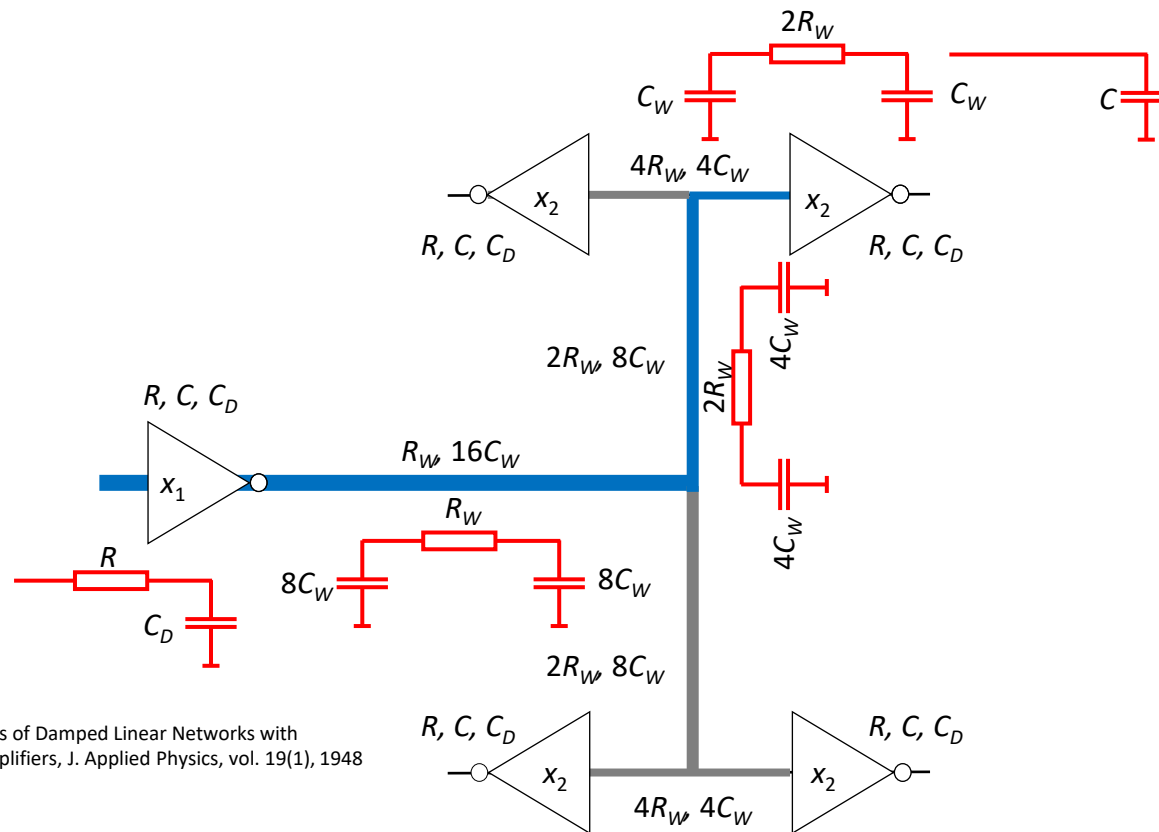 2R_W
C_W
C_W
C
4R_W, 4C_W
x_2
x_2
R, C, C_D
R, C, C_D
4C_W
2R_W, 8C_W
2R_W
R, C, C_D
R_W, 16C_W
x_1
4C_W
R_W
R
8C_W
8C_W
C_D
2R_W, 8C_W
s of Damped Linear Networks with
plifiers, J. Applied Physics, vol. 19(1), 1948
R, C, C_D
R, C, C_D
x_2
x_2
4R_W, 4C_W